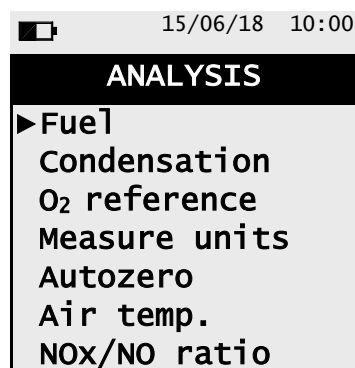 15/06/18 10:00
ANALYSIS
Fuel
Condensation
O₂ reference
Measure units
Autozero
Air temp.
NOx/NO ratio